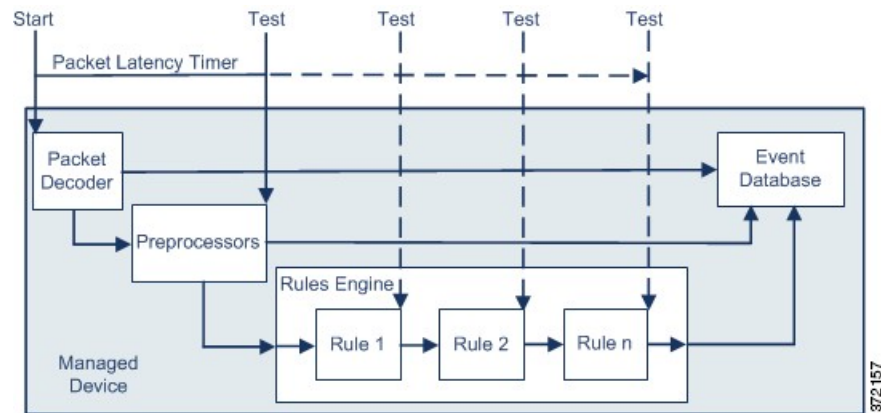 Start
Test
Test
Test
Test
Packet Latency Timer
Packet
Decoder
Event
Database
Preprocessors
Rules Engine
Rule 1
Rule 2
Rule n
Managed
Device
372157